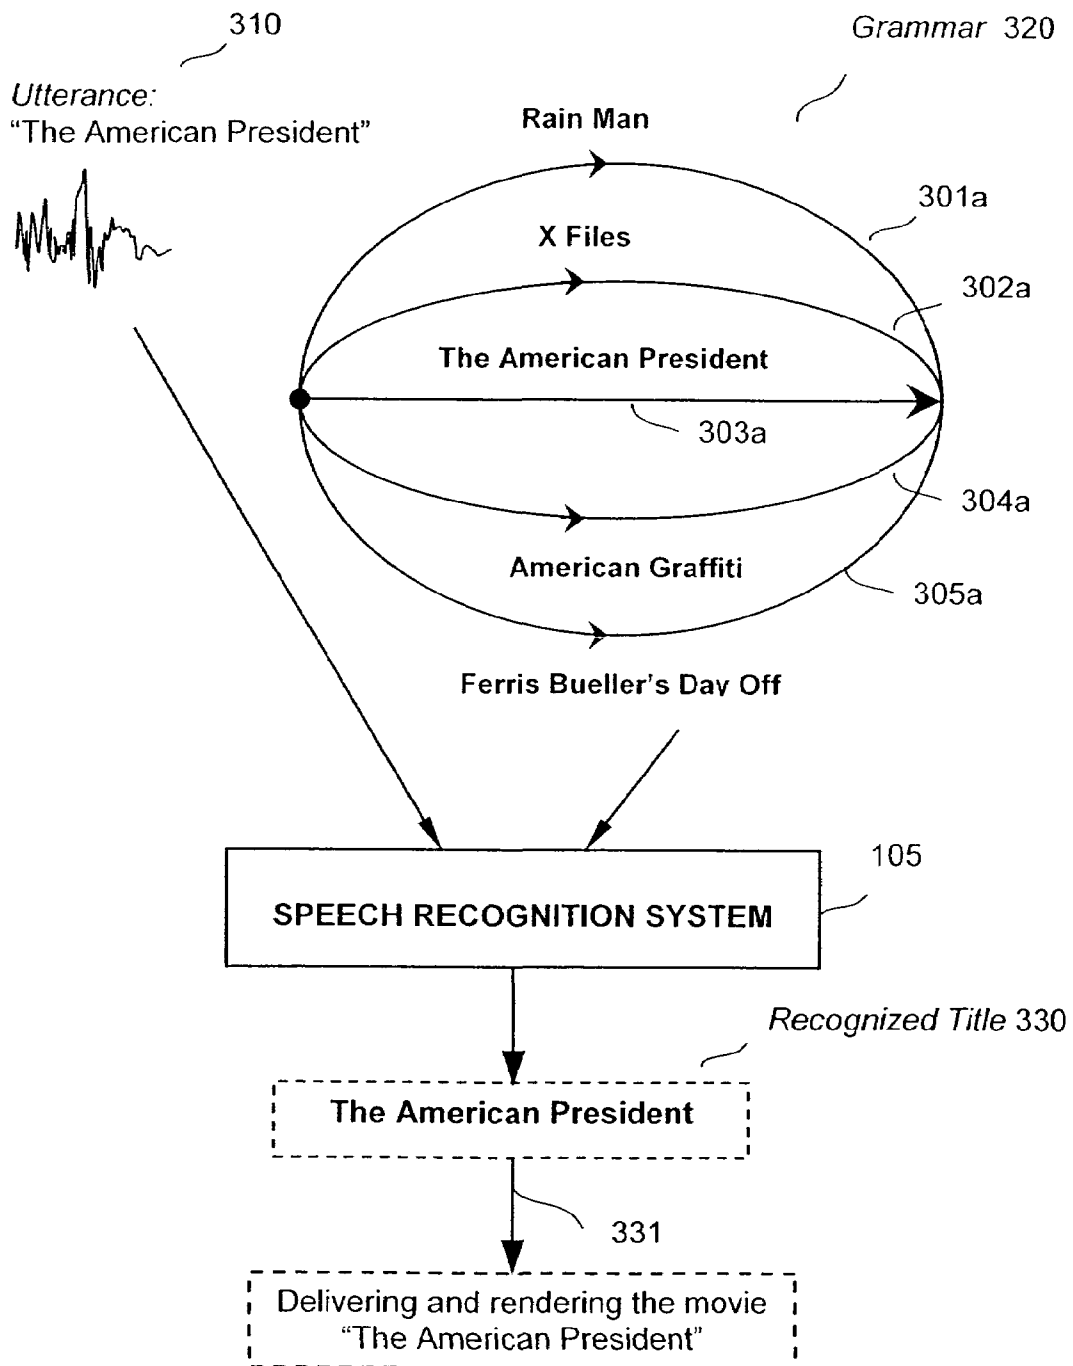 310
Grammar 320
Utterance:
“The American President”
Rain Man
301a
X Files
302a
The American President
303a
304a
American Graffiti
305a
Ferris Bueller's Day Off
105
SPEECH RECOGNITION SYSTEM
Recognized Title 330
The American President
331
Delivering and rendering the movie
“The American President”